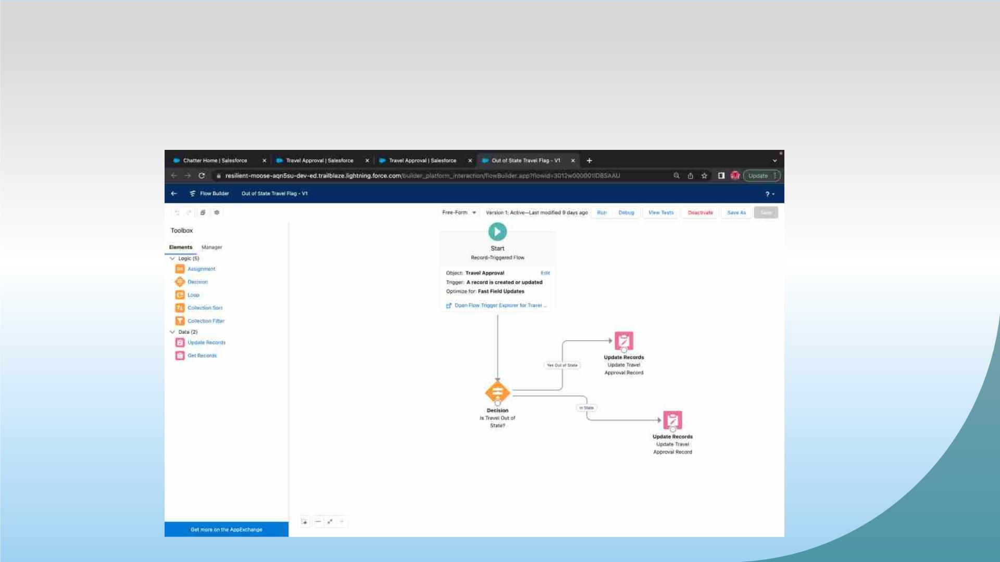 Chatter Home | Salesforce
Travel Approval | Salesforce
Travel Approval | Salesforce
Out of State Travel Flag - V1
resilient-moose-aqn5su-dev-ed.trailblaze.lightning.force.com/builder_platform_interaction/flowBuilder.app?flowId=
Update
Flow Builder
Out of State Travel Flag - V1
?
Free-Form
Version 1: Active—Last modified 9 days ago
Run
Debug
View Tests
Deactivate
Save As
Save
Toolbox
Elements
Manager
Logic (5)
Assignment
Decision
Loop
Collection Sort
Collection Filter
Data (2)
Update Records
Get Records
Get more on the AppExchange
Start
Record-Triggered Flow
Object: Travel Approval
Edit
Trigger: A record is created or updated
Optimize for: Fast Field Updates
Open Flow Trigger Explorer for Travel ...
Yes Out of State
Update Records
Update Travel
Approval Record
Decision
Is Travel Out of
State?
In State
Update Records
Update Travel
Approval Record